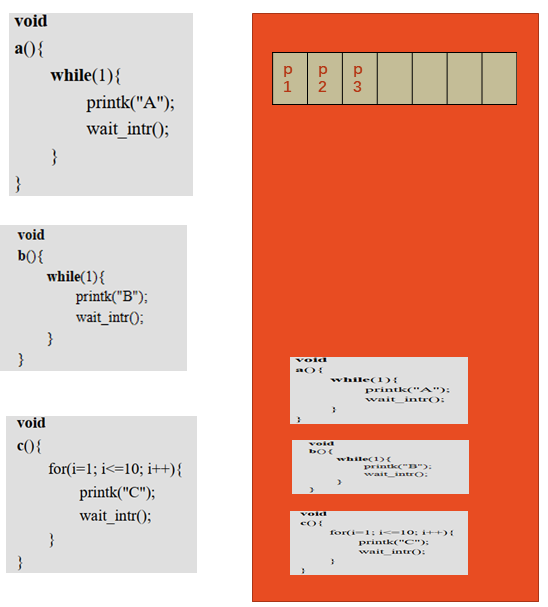 void
a(){
while(1){
printk("A");
wait_intr();
}
}
void
b(){
while(1){
printk("B");
wait_intr();
}
}
void
c(){
for(i=1; i<=10; i++){
printk("C");
wait_intr();
}
}
p p p
1 2 3
void
a(){
while(1){
printk("A");
wait_intr();
}
}
void
b(){
while(1){
printk("B");
wait_intr();
}
}
void
c(){
for(i=1; i<=10; i++){
printk("C");
wait_intr();
}
}